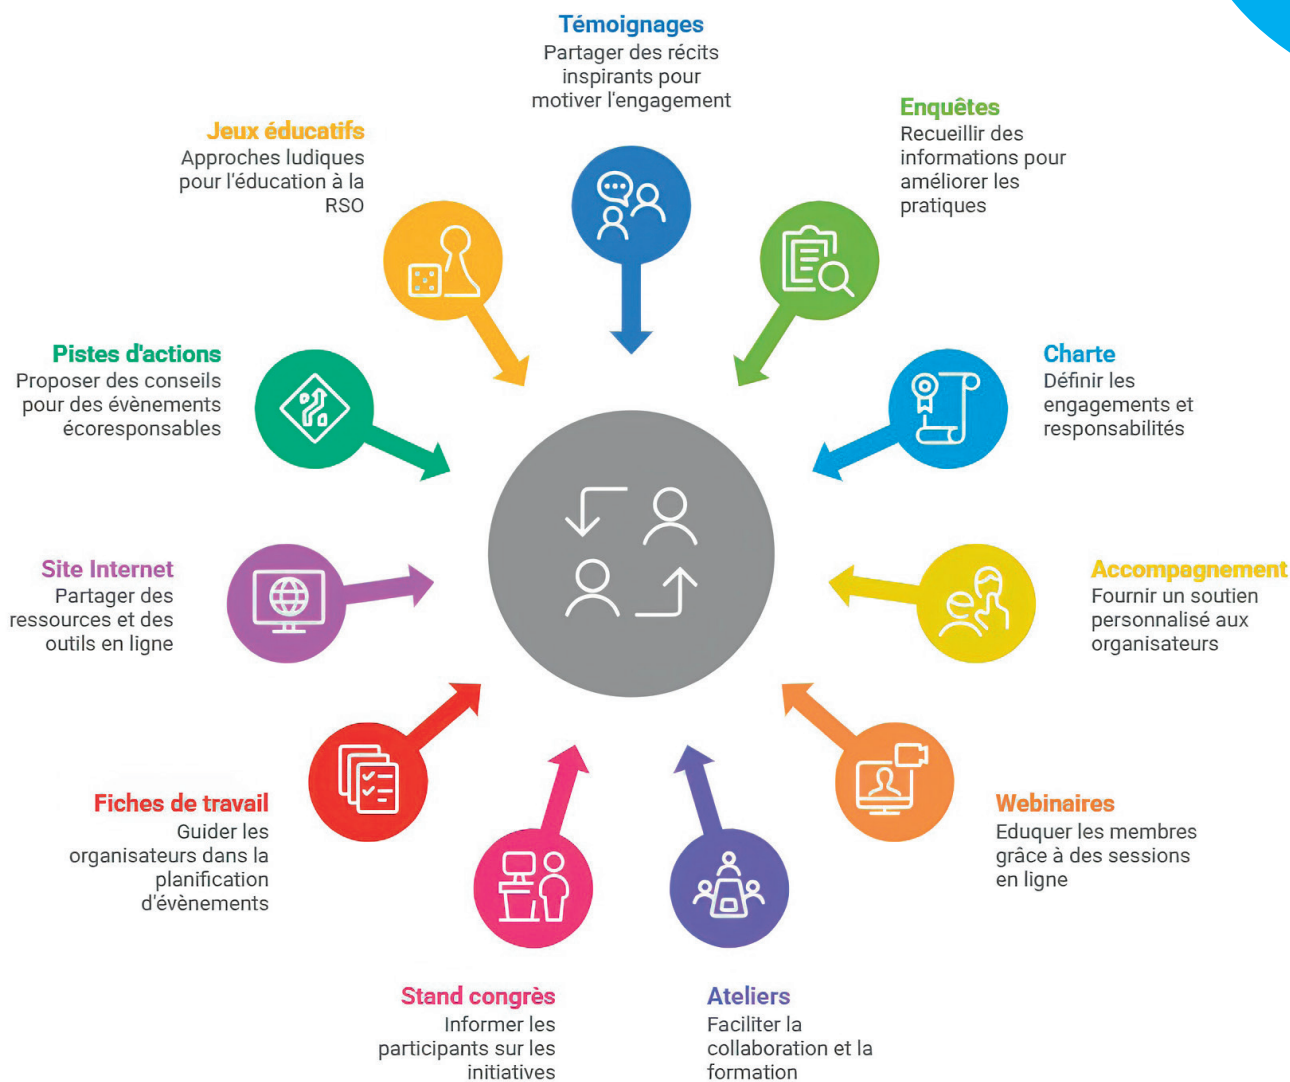 Témoignages
Partager des récits
inspirants pour
motiver l'engagement
Enquêtes
Recueillir des
informations pour
améliorer les
pratiques
Charte
Définir les
engagements et
responsabilités
Accompagnement
Fournir un soutien
personnalisé aux
organisateurs
Webinaires
Eduquer les membres
grâce à des sessions
en ligne
Ateliers
Faciliter la
collaboration et la
formation
Stand congrès
Informer les
participants sur les
initiatives
Fiches de travail
Guider les
organisateurs dans la
planification
d'évènements
Site Internet
Partager des
ressources et des
outils en ligne
Pistes d'actions
Proposer des conseils
pour des évènements
écoresponsables
Jeux éducatifs
Approches ludiques
pour l'éducation à la
RSO